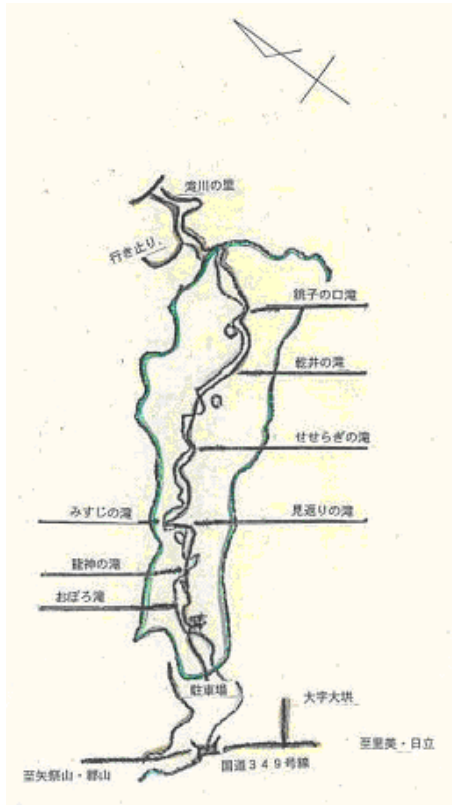 滝川の里
行き止り.
銚子の口滝
乾井の滝
せせらぎの滝
みすじの滝
見返りの滝
龍神の滝
おぼろ滝
駐車場
大字大垬
至里美・日立
国道349号線
至矢祭山・郡山